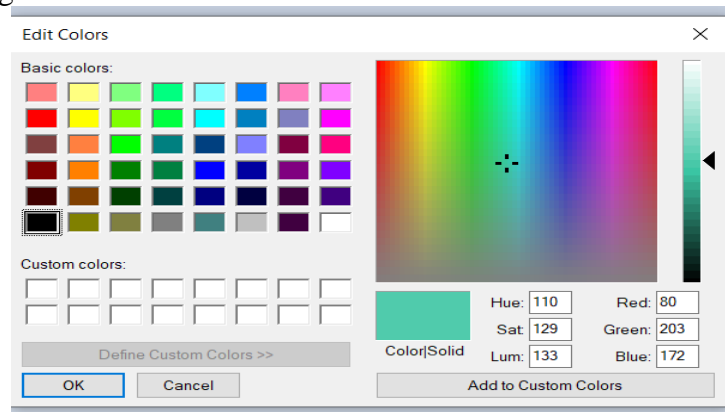 Edit Colors
Basic colors:
Custom colors:
Define Custom Colors >>
OK Cancel
Color|Solid
Hue: 110 Red: 80
Sat: 129 Green: 203
Lum: 133 Blue: 172
Add to Custom Colors